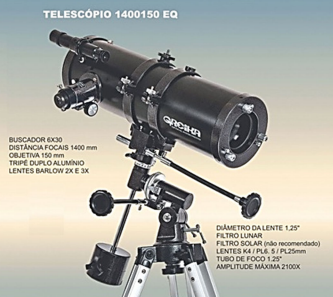 TELESCÓPIO 1400150 EQ
GREIKA
BUSCADOR 6X30
DISTÂNCIA FOCAIS 1400 mm
OBJETIVA 150 mm
TRIPÉ DUPLO ALUMÍNIO
LENTES BARLOW 2X E 3X
DIÂMETRO DA LENTE 1,25"
FILTRO LUNAR
FILTRO SOLAR (não recomendado)
LENTES K4 / PL6. 5 / PL25mm
TUBO DE FOCO 1.25"
AMPLITUDE MÁXIMA 2100X